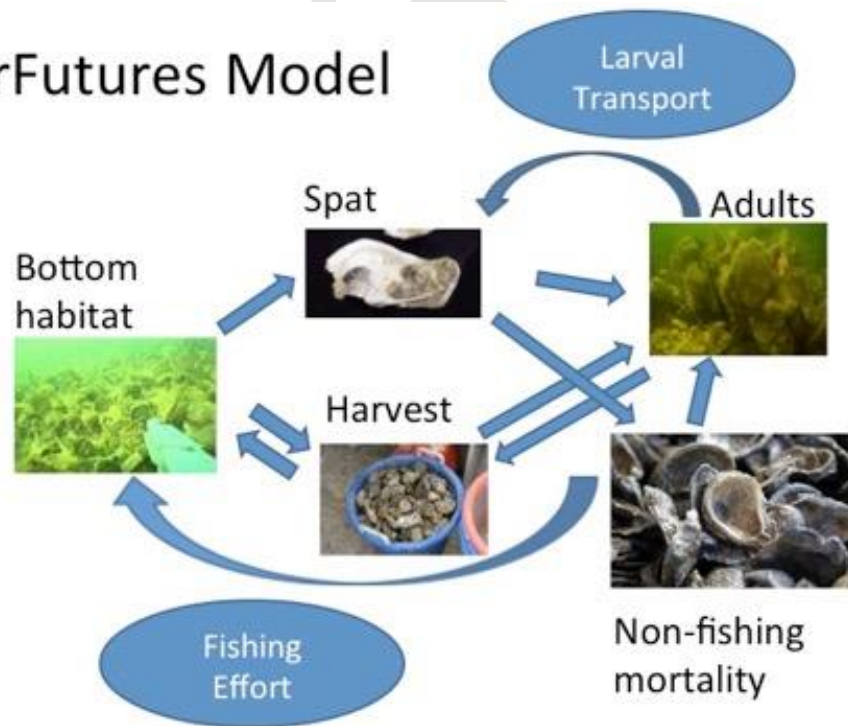 rFutures Model
Larval
Transport
Spat
Adults
Bottom
habitat
Harvest
Non-fishing
mortality
Fishing
Effort